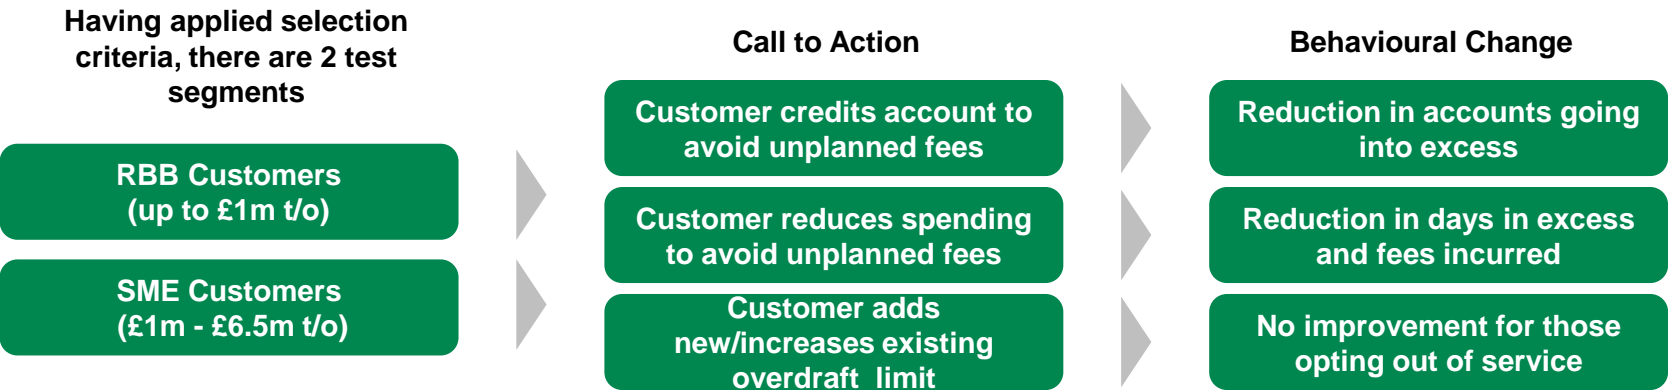 Having applied selection
criteria, there are 2 test
segments
RBB Customers
(up to £1m t/o)
SME Customers
(£1m - £6.5m t/o)
Call to Action
Customer credits account to
avoid unplanned fees
Customer reduces spending
to avoid unplanned fees
Customer adds
new/increases existing
overdraft  limit
Behavioural Change
Reduction in accounts going
into excess
Reduction in days in excess
and fees incurred
No improvement for those
opting out of service